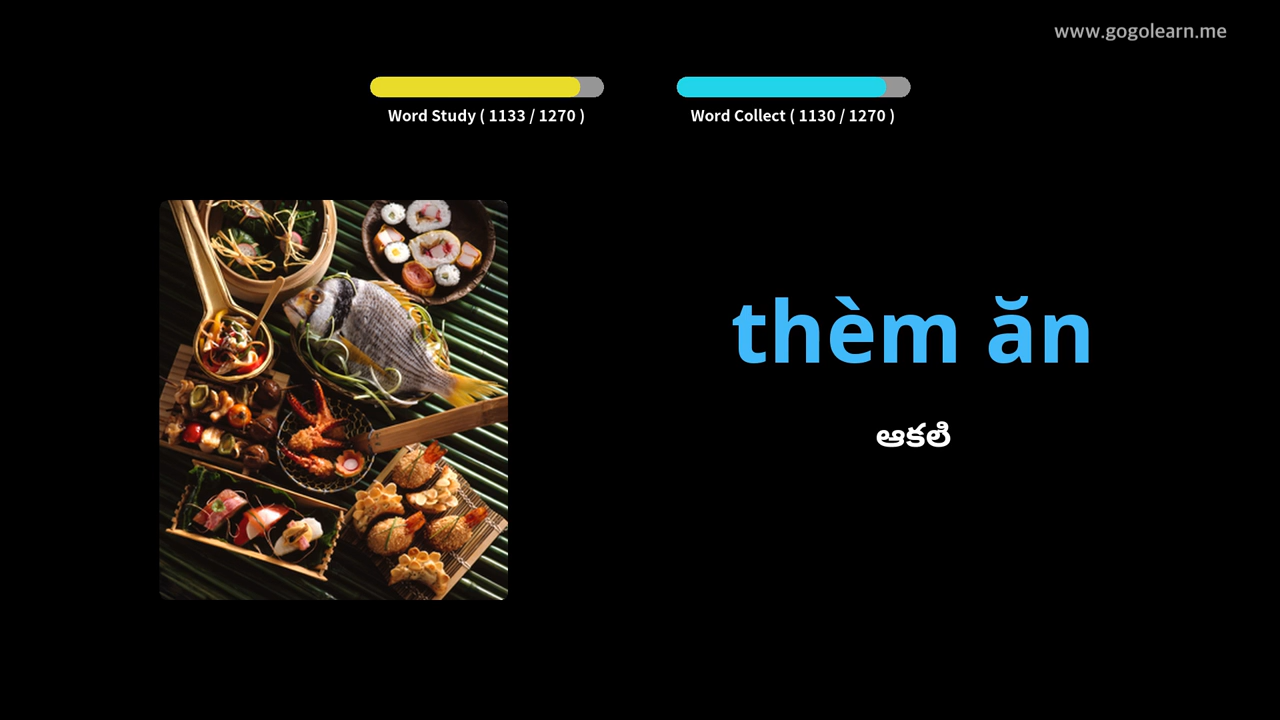 www.gogolearn.me
Word Study ( 1133 / 1270 )
Word Collect ( 1130 / 1270 )
thèm ăn
ఆకలి